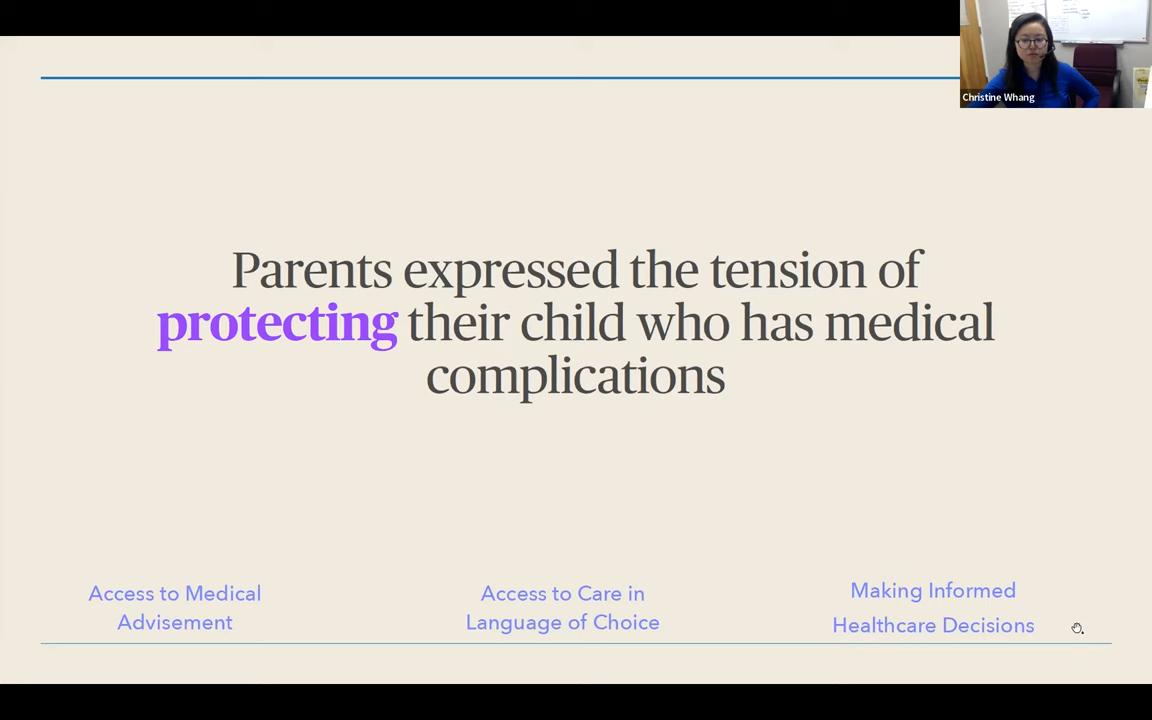 Christine Whang
Parents expressed the tension of
protecting their child who has medical
complications
Access to Medical
Advisement
Access to Care in
Language of Choice
Making Informed
Healthcare Decisions